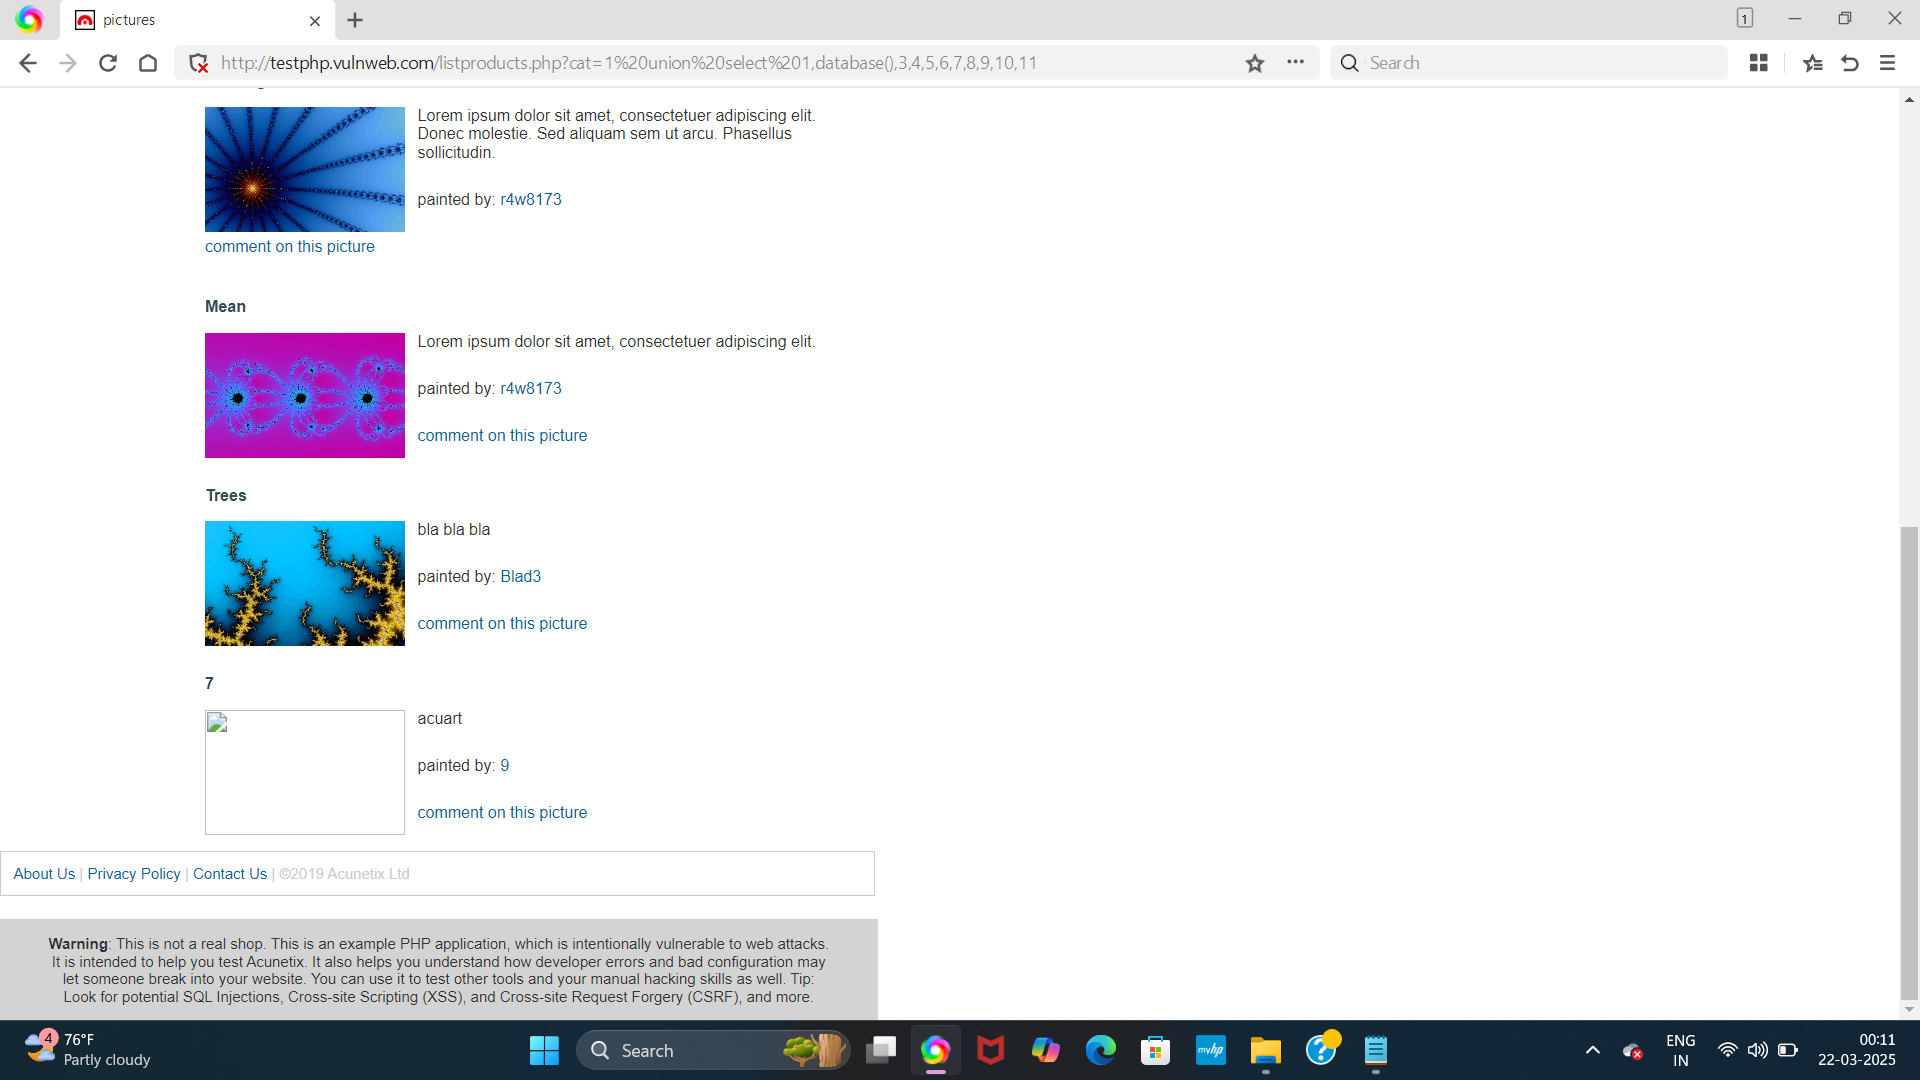 pictures
1
http://testphp.vulnweb.com/listproducts.php?cat=1%20union%20select%201,database(),3,4,5,6,7,8,9,10,11
Search
Lorem ipsum dolor sit amet, consectetuer adipiscing elit.
Donec molestie. Sed aliquam sem ut arcu. Phasellus
sollicitudin.
painted by: r4w8173
comment on this picture
Mean
Lorem ipsum dolor sit amet, consectetuer adipiscing elit.
painted by: r4w8173
comment on this picture
Trees
bla bla bla
painted by: Blad3
comment on this picture
7
acuart
painted by: 9
comment on this picture
About Us | Privacy Policy | Contact Us | ©2019 Acunetix Ltd
Warning: This is not a real shop. This is an example PHP application, which is intentionally vulnerable to web attacks.
It is intended to help you test Acunetix. It also helps you understand how developer errors and bad configuration may
let someone break into your website. You can use it to test other tools and your manual hacking skills as well. Tip:
Look for potential SQL Injections, Cross-site Scripting (XSS), and Cross-site Request Forgery (CSRF), and more.
4
76°F
Partly cloudy
Search
myhp
?
ENG
IN
00:11
22-03-2025